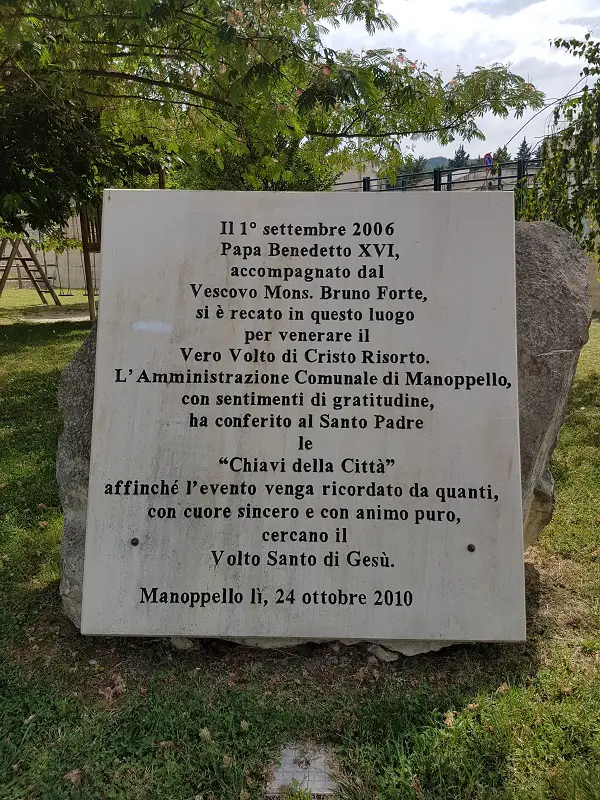 Il 1° settembre 2006
Papa Benedetto XVI,
accompagnato dal
Vescovo Mons. Bruno Forte,
si è recato in questo luogo
per venerare il
Vero Volto di Cristo Risorto.
L'Amministrazione Comunale di Manoppello,
con sentimenti di gratitudine,
ha conferito al Santo Padre
le
“Chiavi della Città”
affinché l'evento venga ricordato da quanti,
con cuore sincero e con animo puro,
cercano il
Volto Santo di Gesù.
Manoppello lì, 24 ottobre 2010